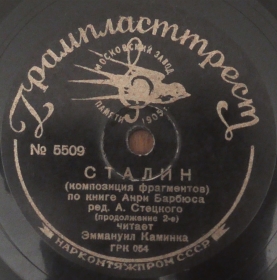 Грампласттрест
МОСКОВСКИЙ ЗАВОД
ПАМЯТИ 1905 г.
№ 5509
СТАЛИН
(композиция фрагментов)
по книге Анри Барбюса
ред. А. Стецкого
(продолжение 2-е)
читает
Эммануил Каминка
ГРК 054
НАРКОНТЯЖПРОМ СССР